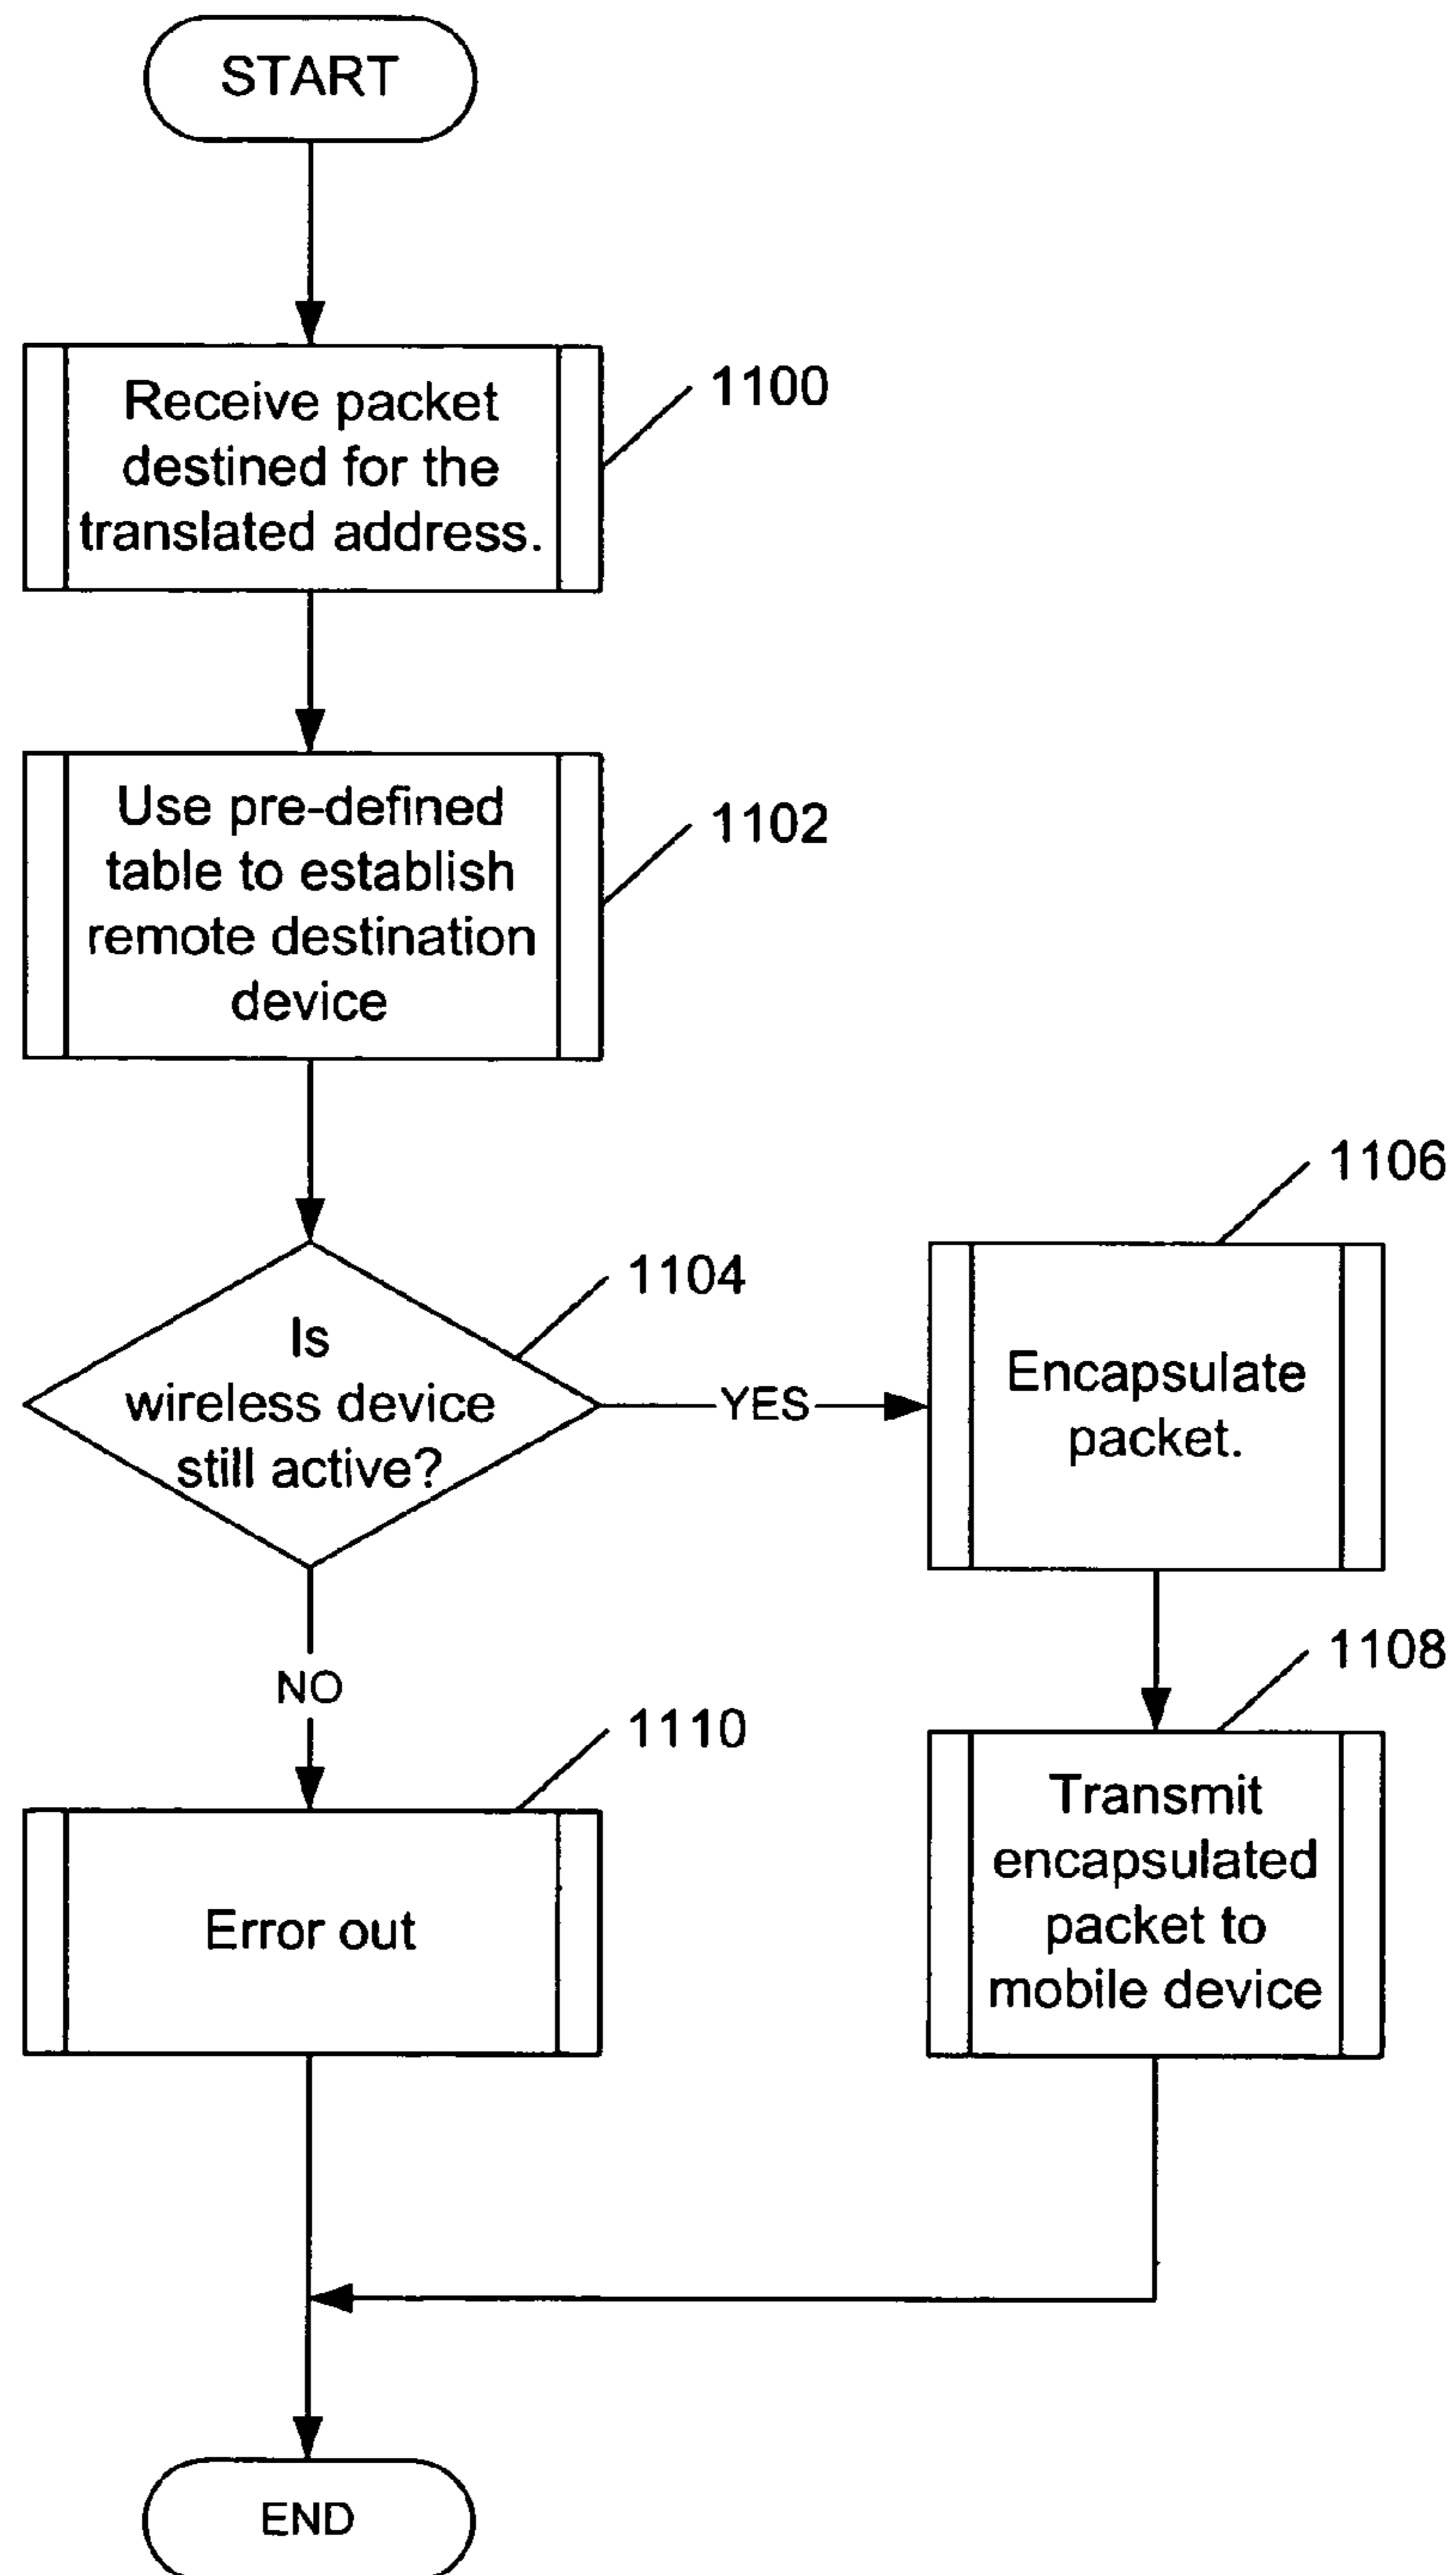 START
Receive packet
destined for the
translated address.
1100
Use pre-defined
table to establish
remote destination
device
1102
Is
wireless device
still active?
1104
YES
1106
Encapsulate
packet.
NO
1108
Transmit
encapsulated
packet to
mobile device
1110
Error out
END